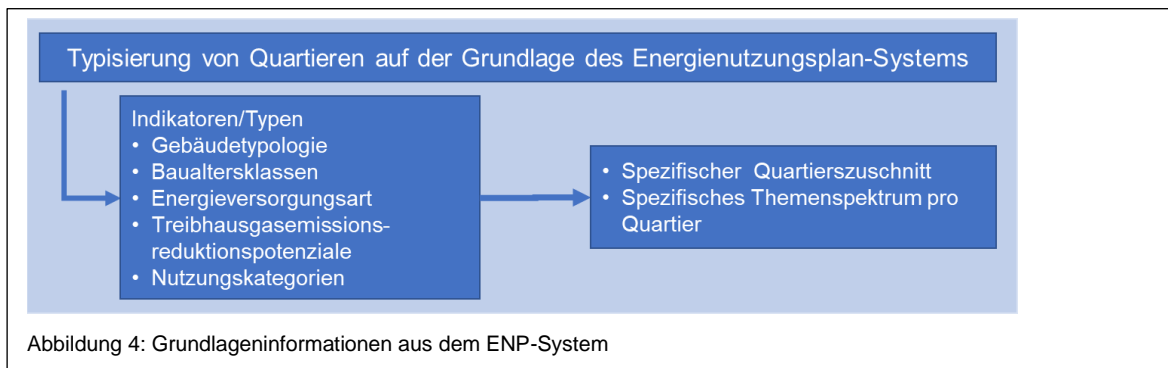 Typisierung von Quartieren auf der Grundlage des Energienutzungsplan-Systems
Indikatoren/Typen
• Gebäudetypologie
• Baualtersklassen
• Energieversorgungsart
• Treibhausgasemissions-
reduktionspotenziale
• Nutzungskategorien
• Spezifischer Quartierszuschnitt
• Spezifisches Themenspektrum pro
Quartier
Abbildung 4: Grundlageninformationen aus dem ENP-System